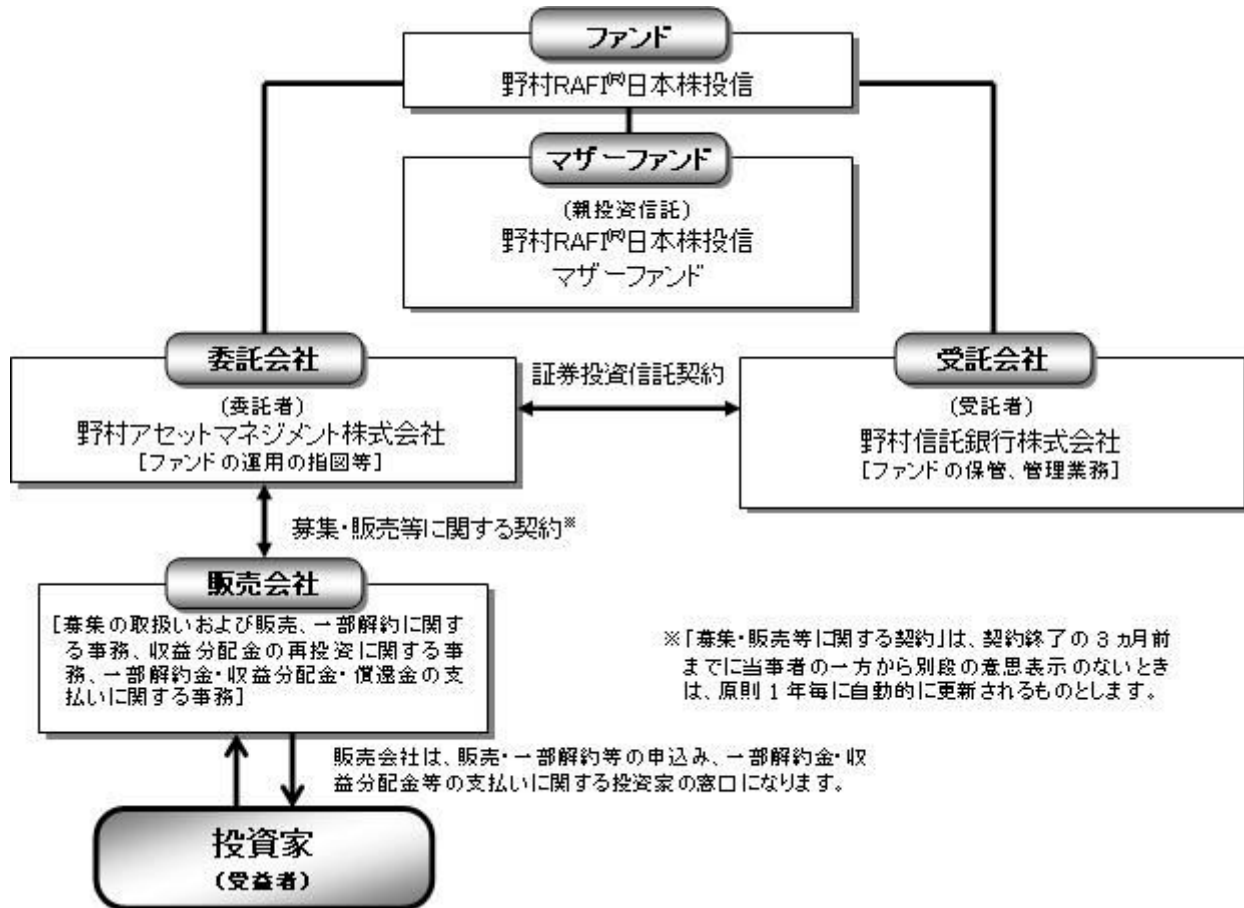 ファンド
野村RAFI(R)日本株投信
マザーファンド
(親投資信託)
野村RAFI(R)日本株投信
マザーファンド
委託会社
(委託者)
野村アセットマネジメント株式会社
[ファンドの運用の指図等]
証券投資信託契約
受託会社
(受託者)
野村信託銀行株式会社
[ファンドの保管、管理業務]
募集・販売等に関する契約※
販売会社
[募集の取扱いおよび販売、一部解約に関す
る事務、収益分配金の再投資に関する事
務、一部解約金・収益分配金・償還金の支
払いに関する事務]
※「募集・販売等に関する契約」は、契約終了の3ヵ月前
までに当事者の一方から別段の意思表示のないとき
は、原則1年毎に自動的に更新されるものとします。
販売会社は、販売・一部解約等の申込み、一部解約金・収
益分配金等の支払いに関する投資家の窓口になります。
投資家
(受益者)